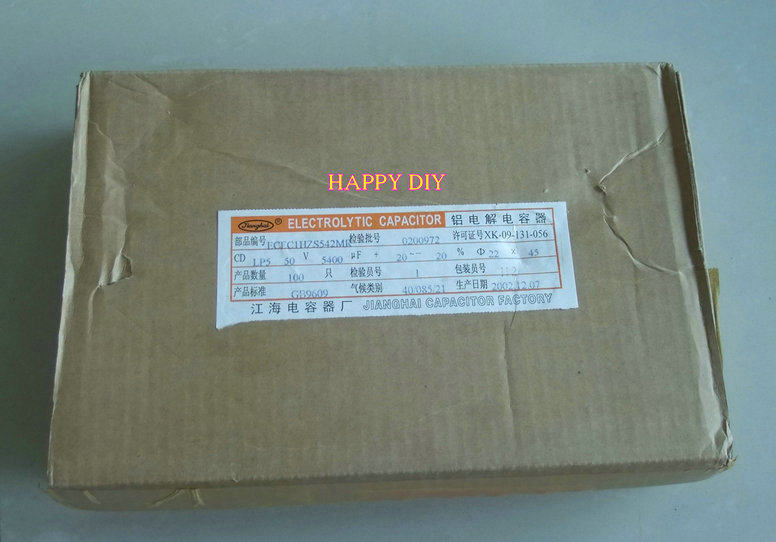 HAPPY DIY
Jianghai ® ELECTROLYTIC CAPACITOR 铝电解电容器
部品编号 ECEC1HZS542ME 检验批号 0200972 许可证号XK-09-131-056
CD LP5 50 V 5400 μF + 20 ~ - 20 % Φ 22 x 45
产品数量 100 只 检验员号 1 包装员号 112
产品标准 GB9609 气候类别 40/085/21 生产日期 2002.12.07
江海电容器厂 JIANGHAI CAPACITOR FACTORY